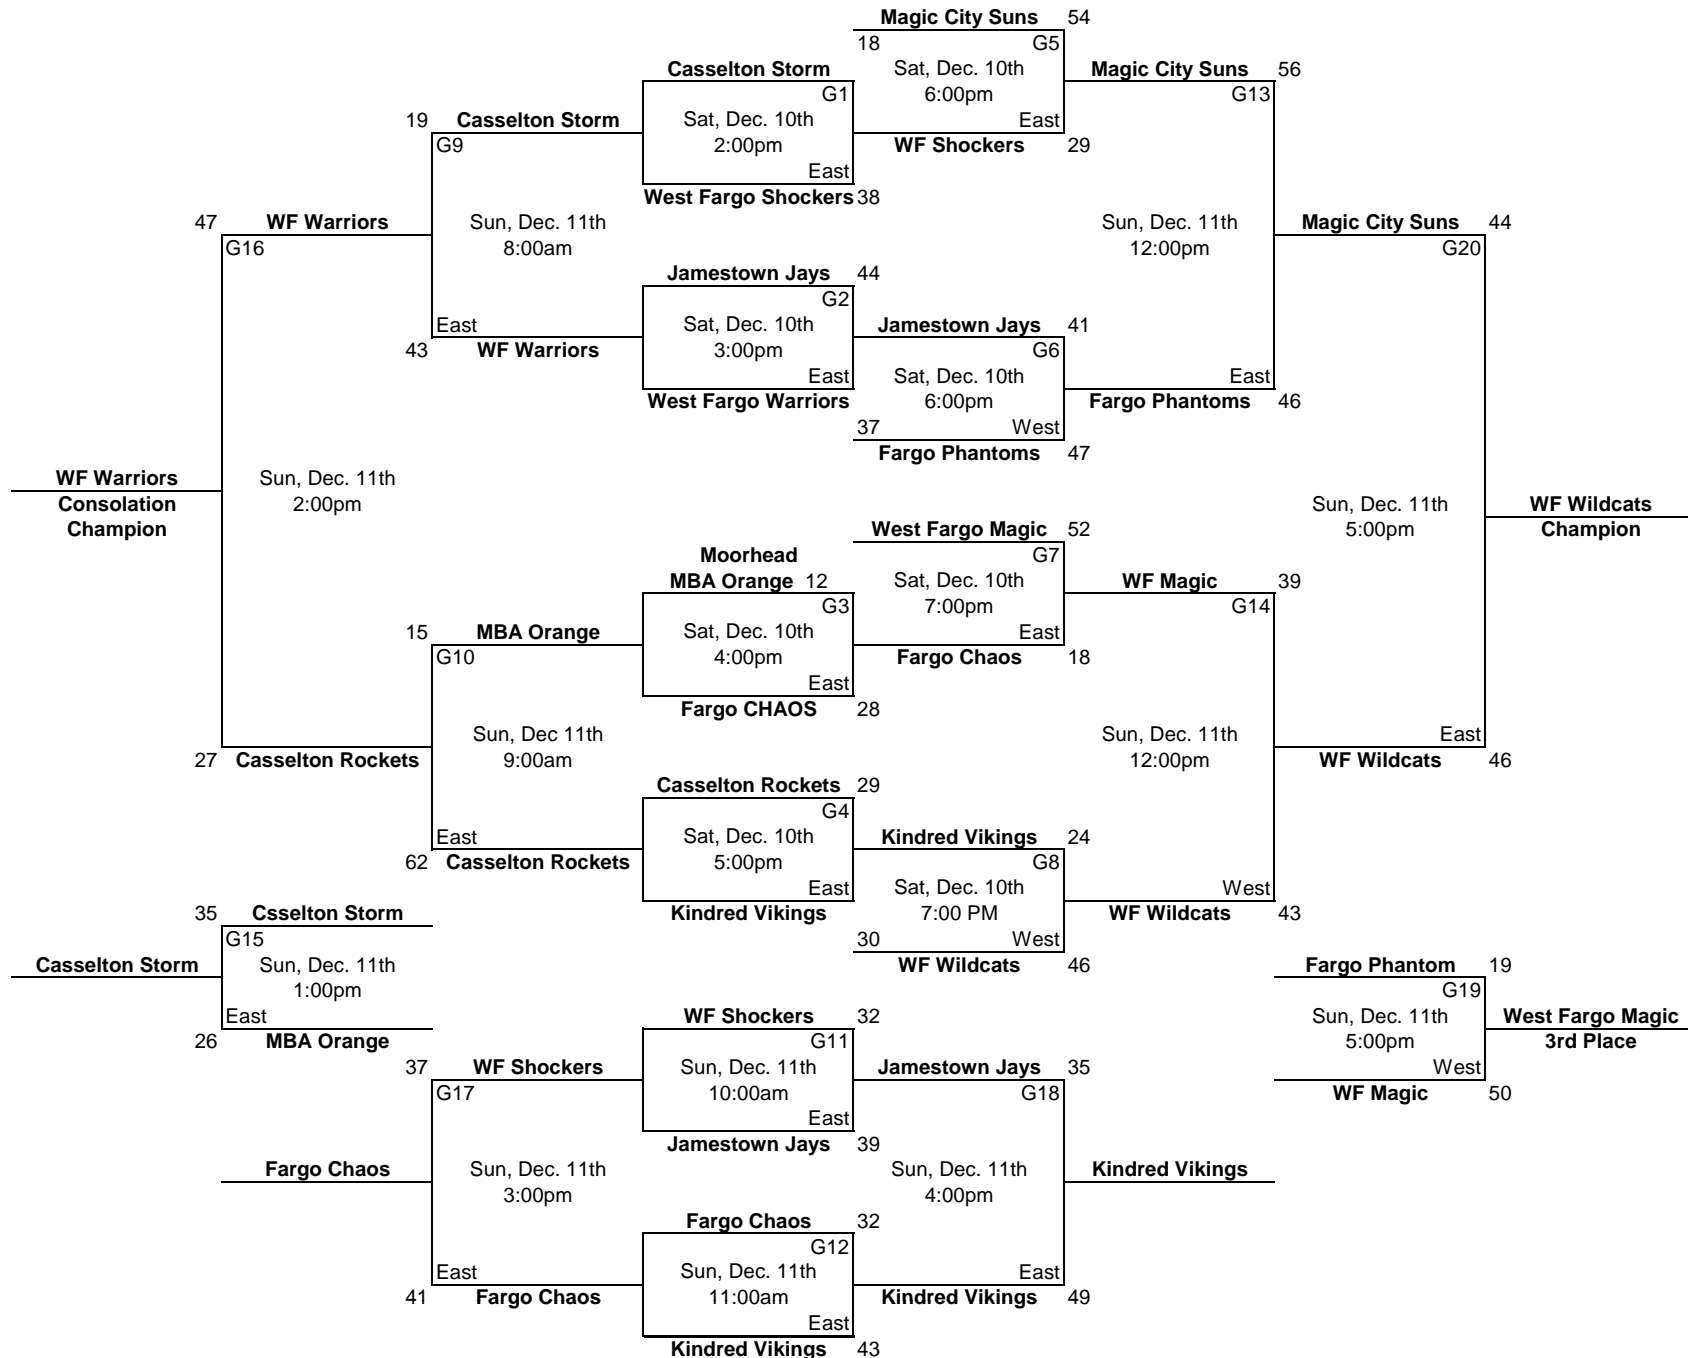 Magic City Suns 54
18 G5
Casselton Storm Sat, Dec. 10th Magic City Suns 56
G1 6:00pm G13
19 Casselton Storm Sat, Dec. 10th East
G9 2:00pm WF Shockers 29
East
West Fargo Shockers 38
47 WF Warriors Sun, Dec. 11th Sun, Dec. 11th Magic City Suns 44
G16 8:00am 12:00pm G20
Jamestown Jays 44
G2
East Sat, Dec. 10th Jamestown Jays 41
43 WF Warriors 3:00pm G6
East Sat, Dec. 10th East
West Fargo Warriors 6:00pm Fargo Phantoms 46
37 West
Fargo Phantoms 47
WF Warriors Sun, Dec. 11th
Consolation 2:00pm Sun, Dec. 11th WF Wildcats
Champion West Fargo Magic 52 5:00pm Champion
Moorhead G7
MBA Orange 12 Sat, Dec. 10th WF Magic 39
G3 7:00pm G14
15 MBA Orange Sat, Dec. 10th East
G10 4:00pm Fargo Chaos 18
East
Fargo CHAOS 28
Sun, Dec 11th Sun, Dec. 11th East
27 Casselton Rockets 9:00am 12:00pm WF Wildcats 46
Casselton Rockets 29
G4
East Sat, Dec. 10th Kindred Vikings 24
62 Casselton Rockets 5:00pm G8
East Sat, Dec. 10th West
35 Csselton Storm Kindred Vikings 7:00 PM WF Wildcats 43
G15 30 West
Casselton Storm Sun, Dec. 11th WF Wildcats 46 Fargo Phantom 19
1:00pm G19
East WF Shockers 32 Sun, Dec. 11th West Fargo Magic
26 MBA Orange G11 5:00pm 3rd Place
37 WF Shockers Sun, Dec. 11th Jamestown Jays 35 West
G17 10:00am G18 WF Magic 50
East
Jamestown Jays 39
Fargo Chaos Sun, Dec. 11th Sun, Dec. 11th Kindred Vikings
3:00pm 4:00pm
Fargo Chaos 32
G12
East Sun, Dec. 11th East
41 Fargo Chaos 11:00am Kindred Vikings 49
East
Kindred Vikings 43